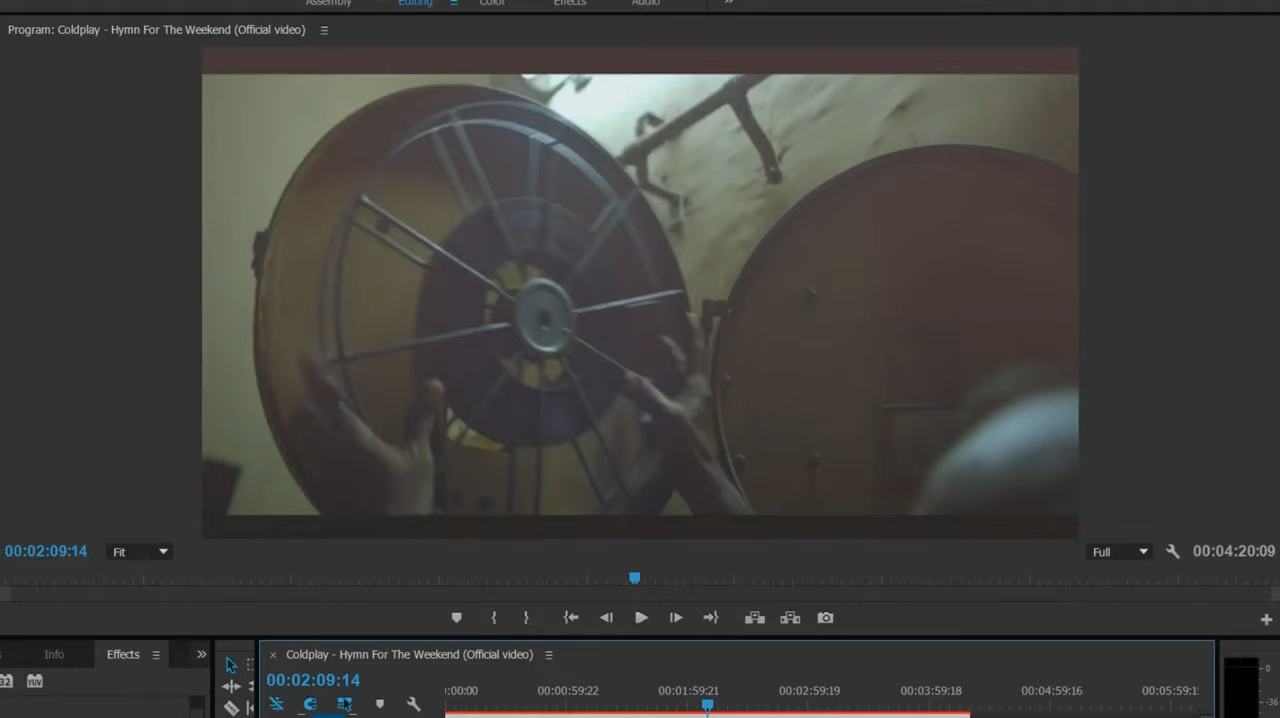 Assembly Editing Color Effects Audio
Program: Coldplay - Hymn For The Weekend (Official video)
00:02:09:14 Fit Full 00:04:20:09
Info Effects
Coldplay - Hymn For The Weekend (Official video)
00:02:09:14
YUV
:00:00 00:00:59:22 00:01:59:21 00:02:59:19 00:03:59:18 00:04:59:16 00:05:59:1
0
-36